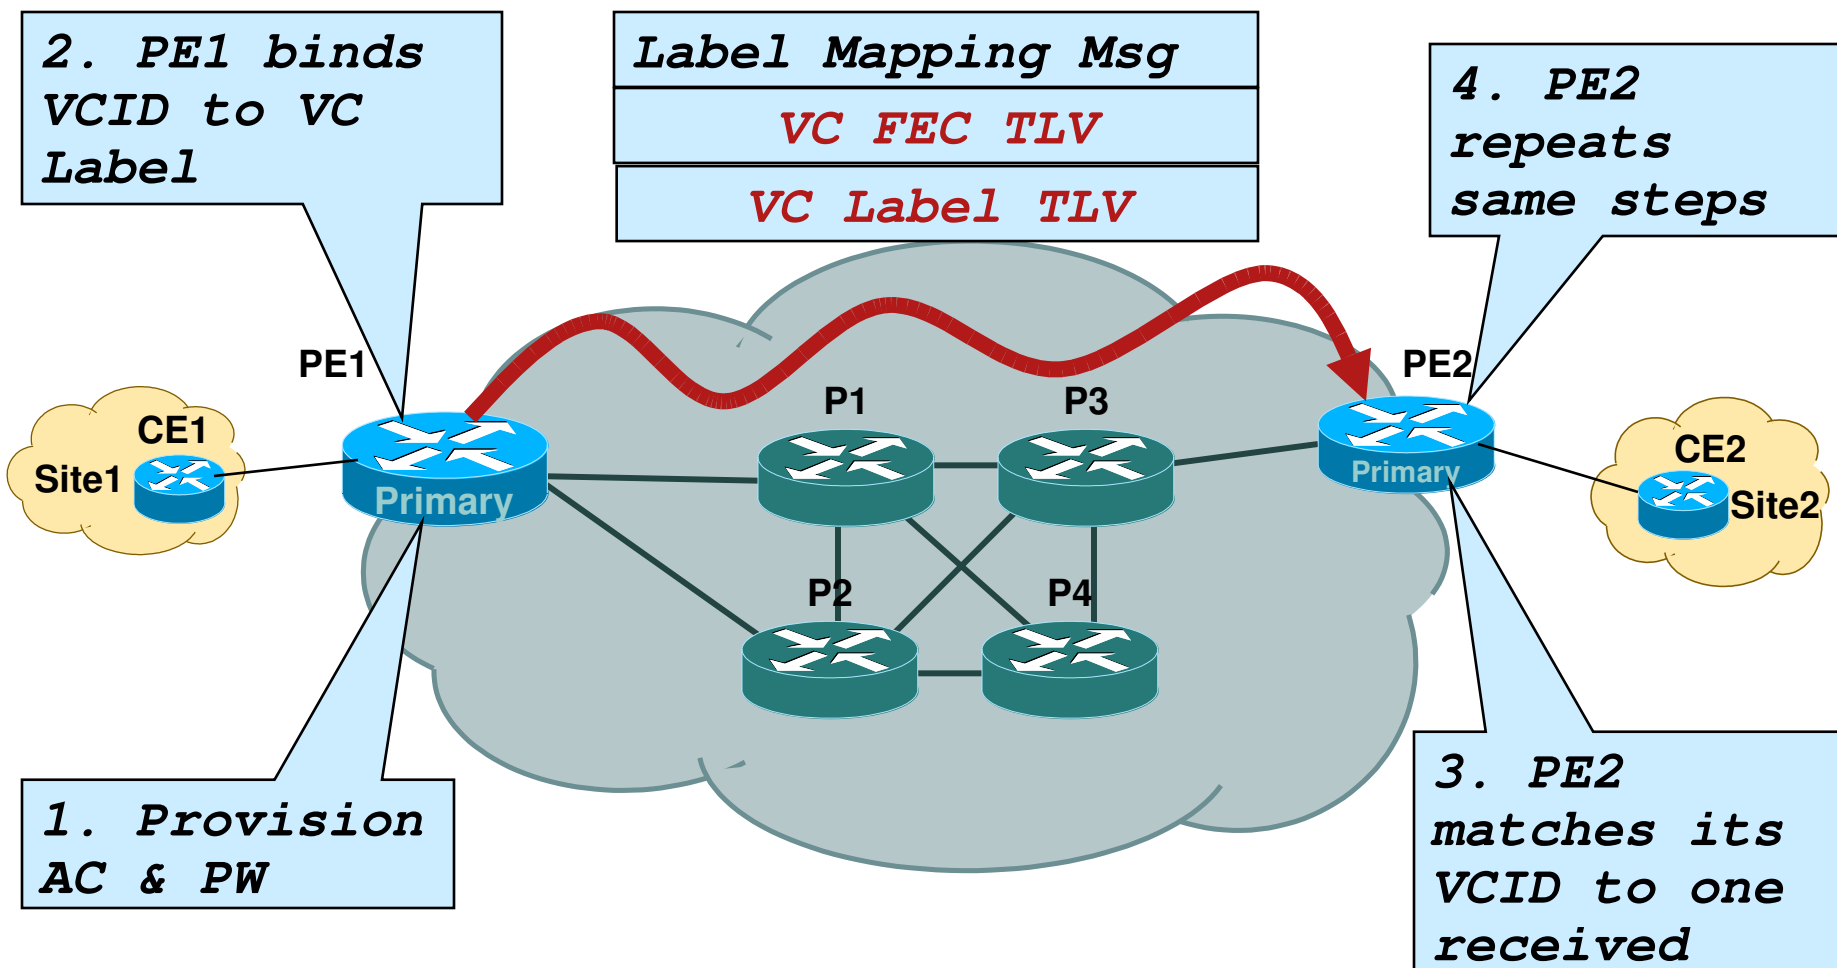 2. PE1 binds
VCID to VC
Label
Label Mapping Msg
VC FEC TLV
VC Label TLV
4. PE2
repeats
same steps
PE1
PE2
P1
P3
CE1
Site1
Primary
Primary
CE2
Site2
P2
P4
1. Provision
AC & PW
3. PE2
matches its
VCID to one
received